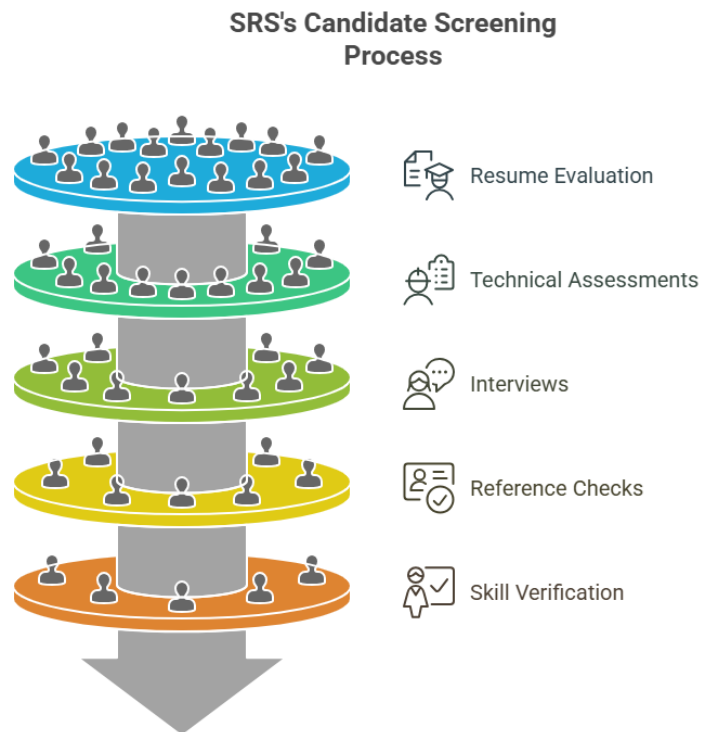 SRS's Candidate Screening
Process
Resume Evaluation
Technical Assessments
Interviews
Reference Checks
Skill Verification